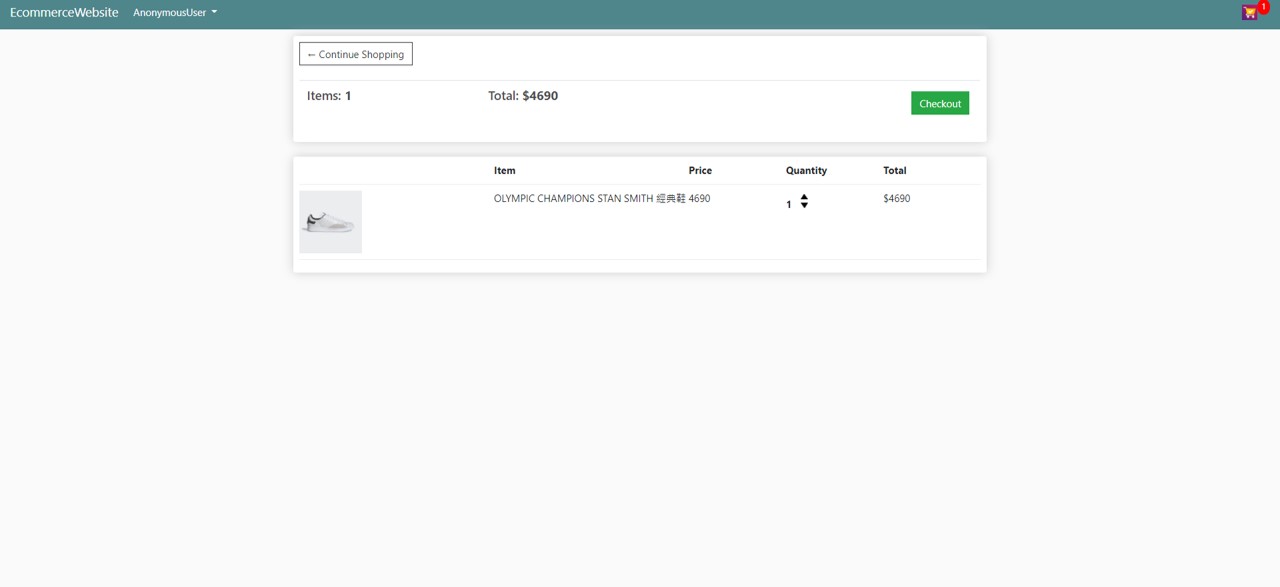 EcommerceWebsite AnonymousUser 1
← Continue Shopping
Items: 1 Total: $4690 Checkout
Item Price Quantity Total
OLYMPIC CHAMPIONS STAN SMITH 經典鞋 4690 1 $4690